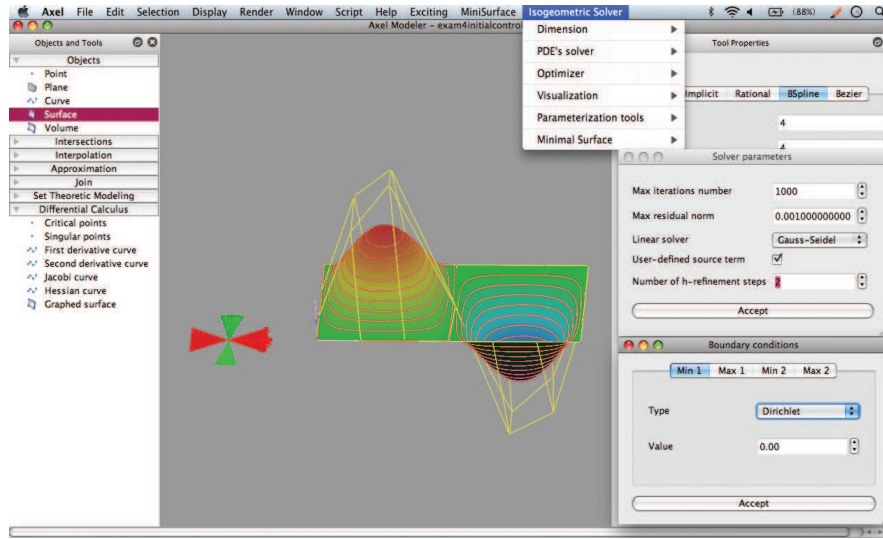 Axel File Edit Selection Display Render Window Script Help Exciting MiniSurface Isogeometric Solver (88%)
Axel Modeler – exam4initialcontrol
Objects and Tools
Objects
Point
Plane
Curve
Surface
Volume
Intersections
Interpolation
Approximation
Join
Set Theoretic Modeling
Differential Calculus
Critical points
Singular points
First derivative curve
Second derivative curve
Jacobi curve
Hessian curve
Graphed surface
Dimension
PDE's solver
Optimizer
Visualization
Parameterization tools
Minimal Surface
Tool Properties
Implicit Rational BSpline Bezier
4
4
Solver parameters
Max iterations number 1000
Max residual norm 0.001000000000
Linear solver Gauss-Seidel
User-defined source term
Number of h-refinement steps 2
Accept
Boundary conditions
Min 1 Max 1 Min 2 Max 2
Type Dirichlet
Value 0.00
Accept